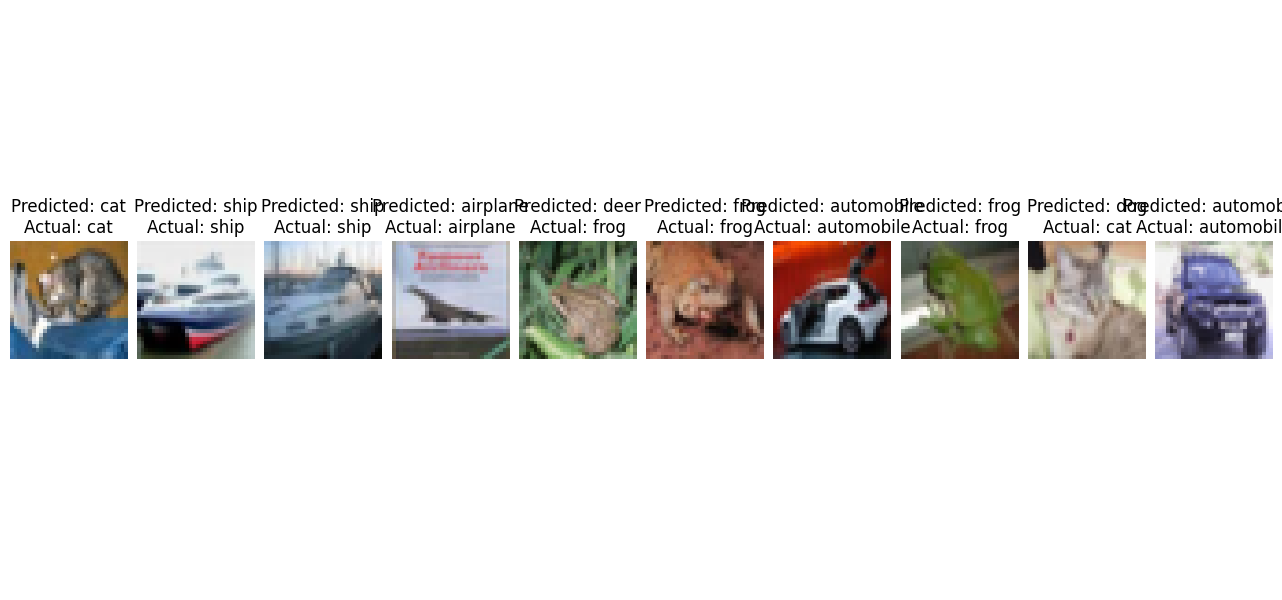 Predicted: cat
Actual: cat
Predicted: ship
Actual: ship
Predicted: ship
Actual: ship
Predicted: airplane
Actual: airplane
Predicted: deer
Actual: frog
Predicted: frog
Actual: frog
Predicted: automobile
Actual: automobile
Predicted: frog
Actual: frog
Predicted: dog
Actual: cat
Predicted: automob
Actual: automobil